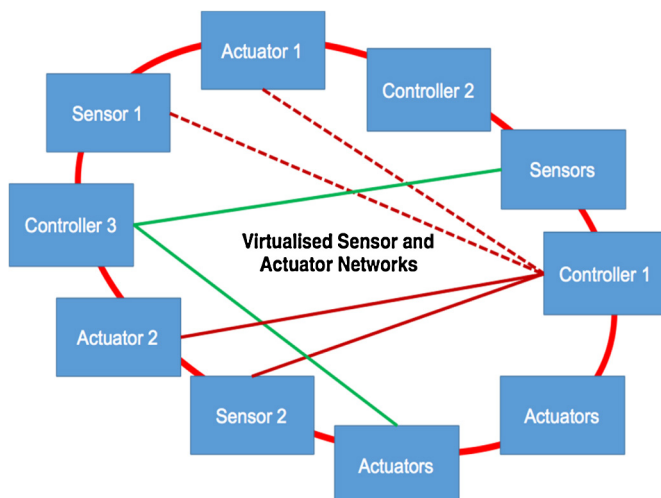 Actuator 1
Controller 2
Sensor 1
Sensors
Controller 3
Virtualised Sensor and
Actuator Networks
Controller 1
Actuator 2
Sensor 2
Actuators
Actuators